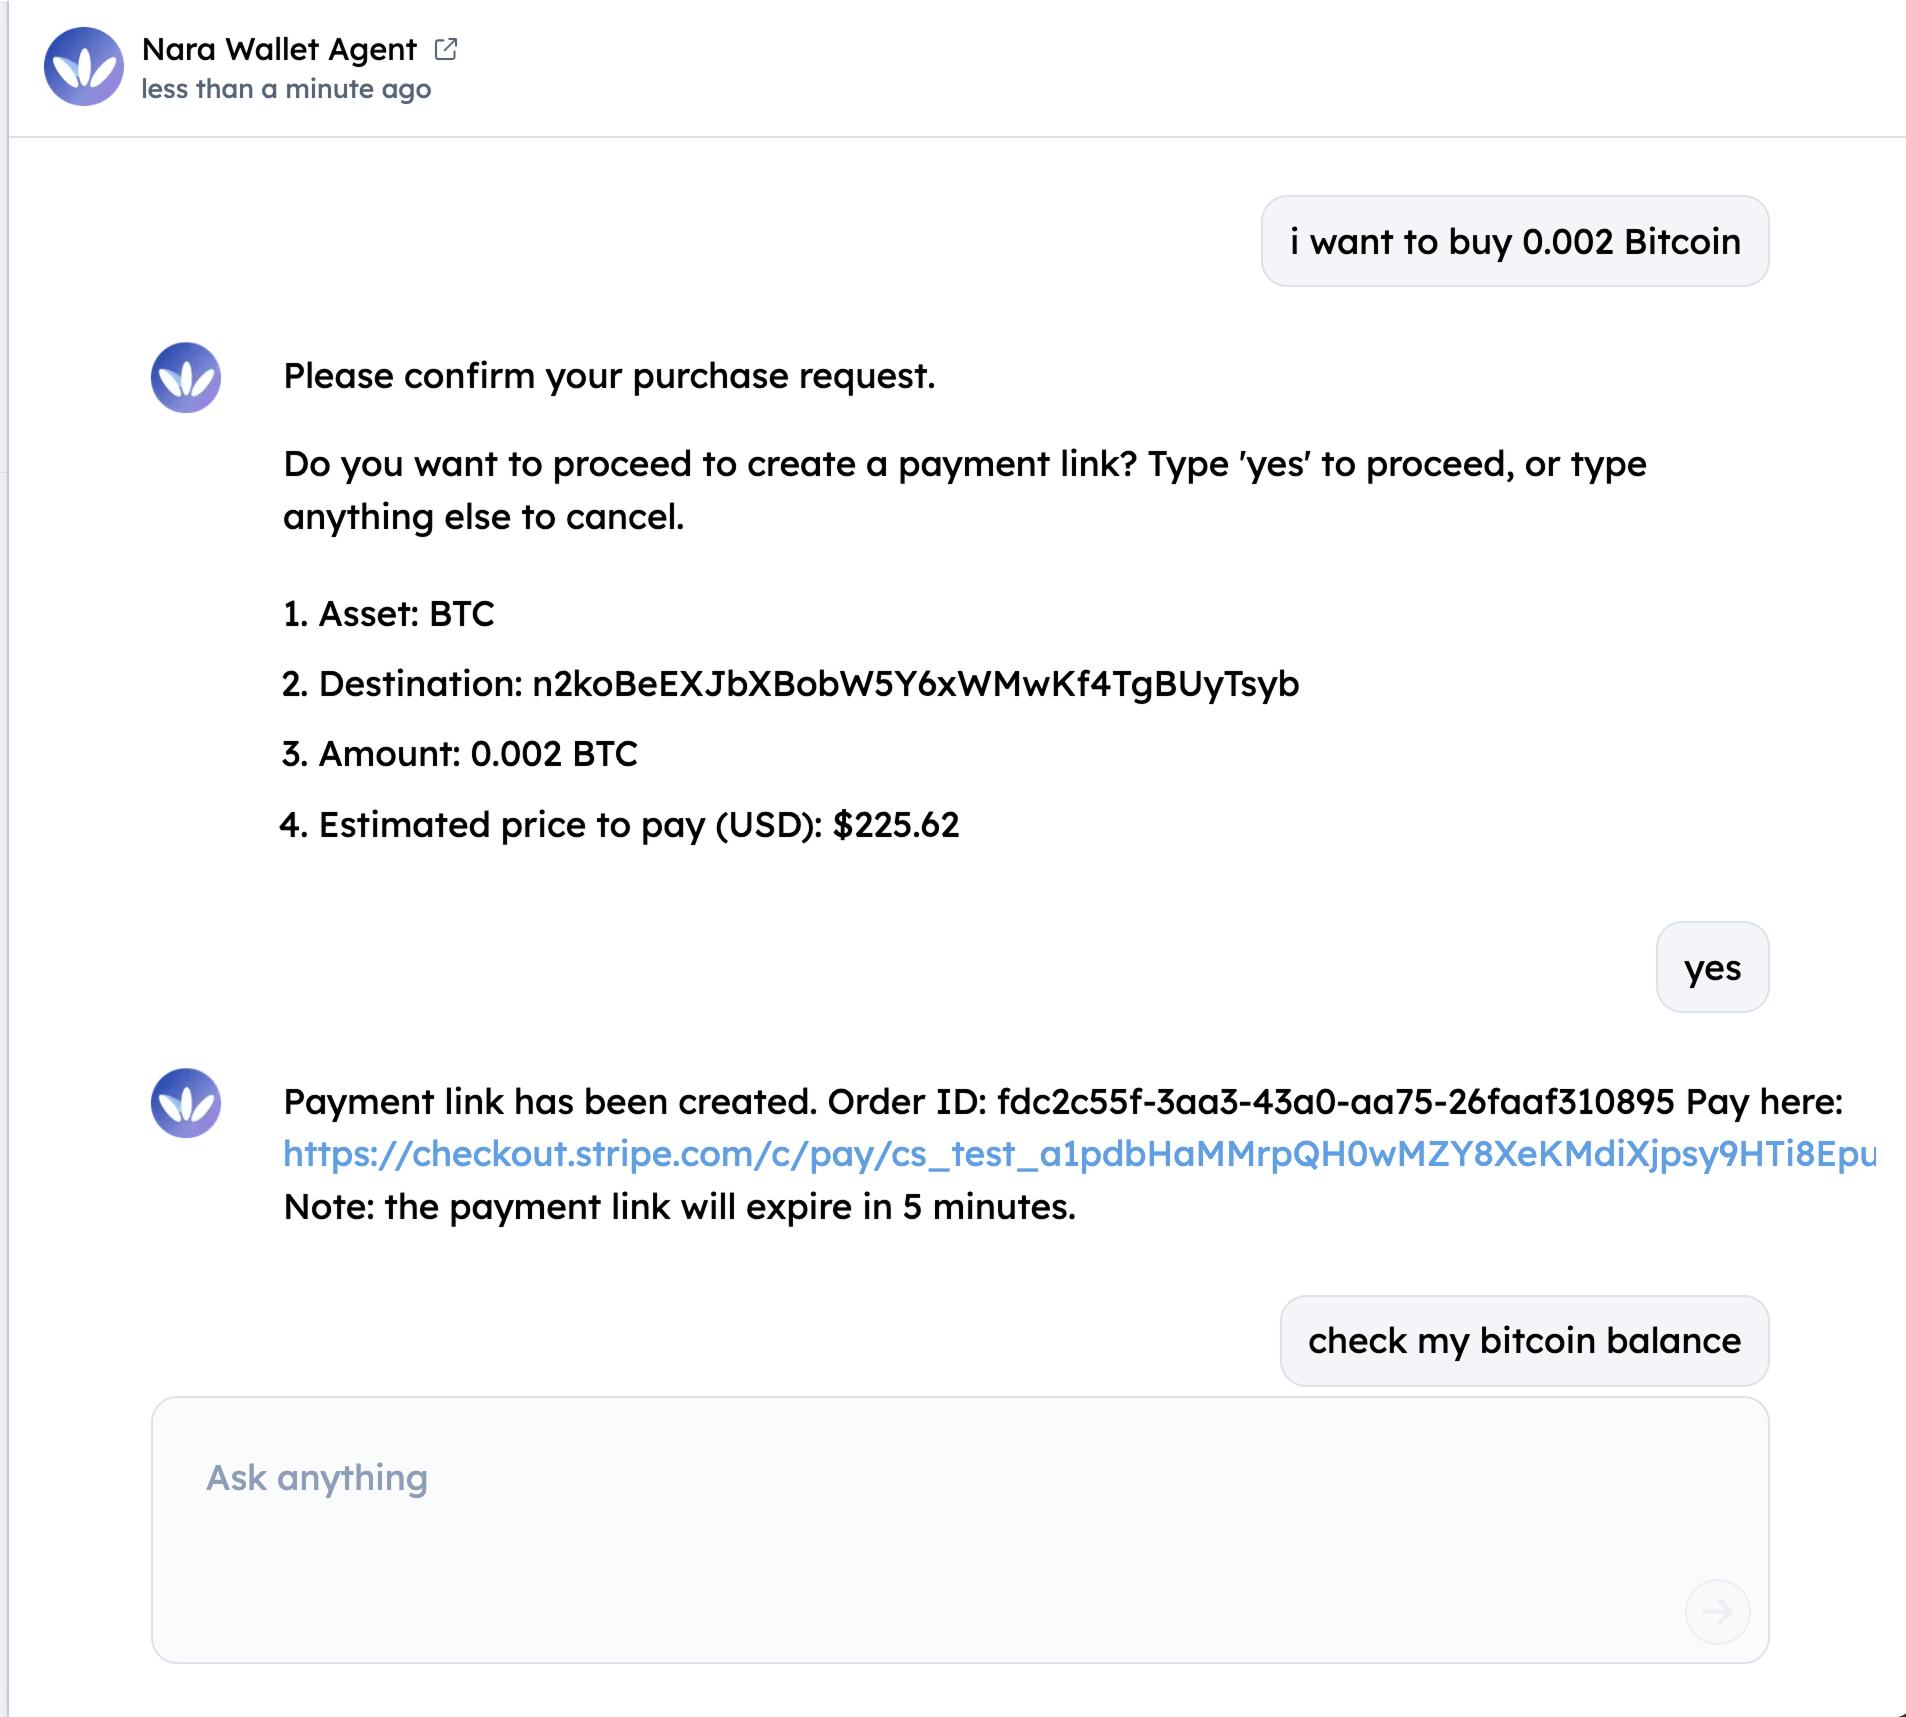 Nara Wallet Agent
less than a minute ago
i want to buy 0.002 Bitcoin
Please confirm your purchase request.
Do you want to proceed to create a payment link? Type 'yes' to proceed, or type
anything else to cancel.
1. Asset: BTC
2. Destination: n2koBeEXJbXBobW5Y6xWMwKf4TgBUyTsyb
3. Amount: 0.002 BTC
4. Estimated price to pay (USD): $225.62
yes
Payment link has been created. Order ID: fdc2c55f-3aa3-43a0-aa75-26faaf310895 Pay here:
https://checkout.stripe.com/c/pay/cs_test_a1pdbHaMMrpQH0wMZY8XeKMdiXjpsy9HTi8Epu
Note: the payment link will expire in 5 minutes.
check my bitcoin balance
Ask anything